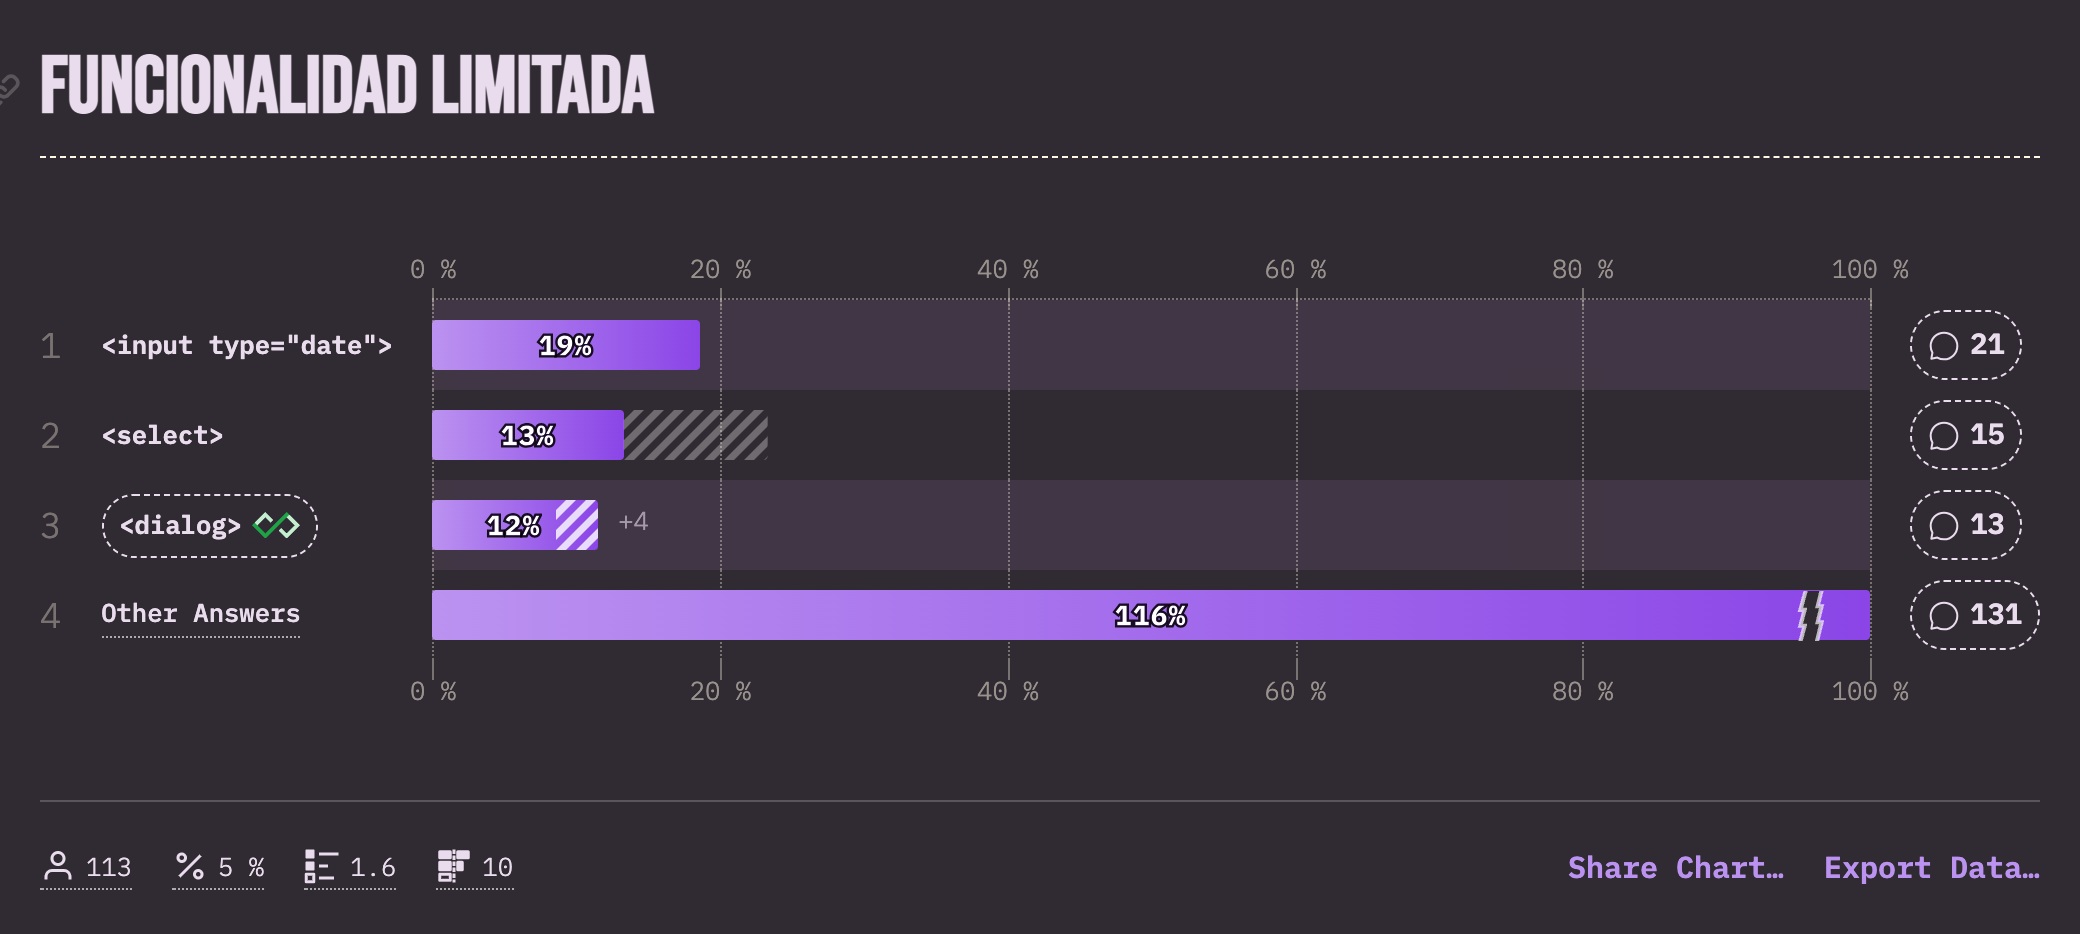 FUNCIONALIDAD LIMITADA
0 % 20 % 40 % 60 % 80 % 100 %
1 <input type="date"> 19% 21
2 <select> 13% 15
3 <dialog> 12% +4 13
4 Other Answers 116% 131
0 % 20 % 40 % 60 % 80 % 100 %
113 5 % 1.6 10 Share Chart… Export Data…